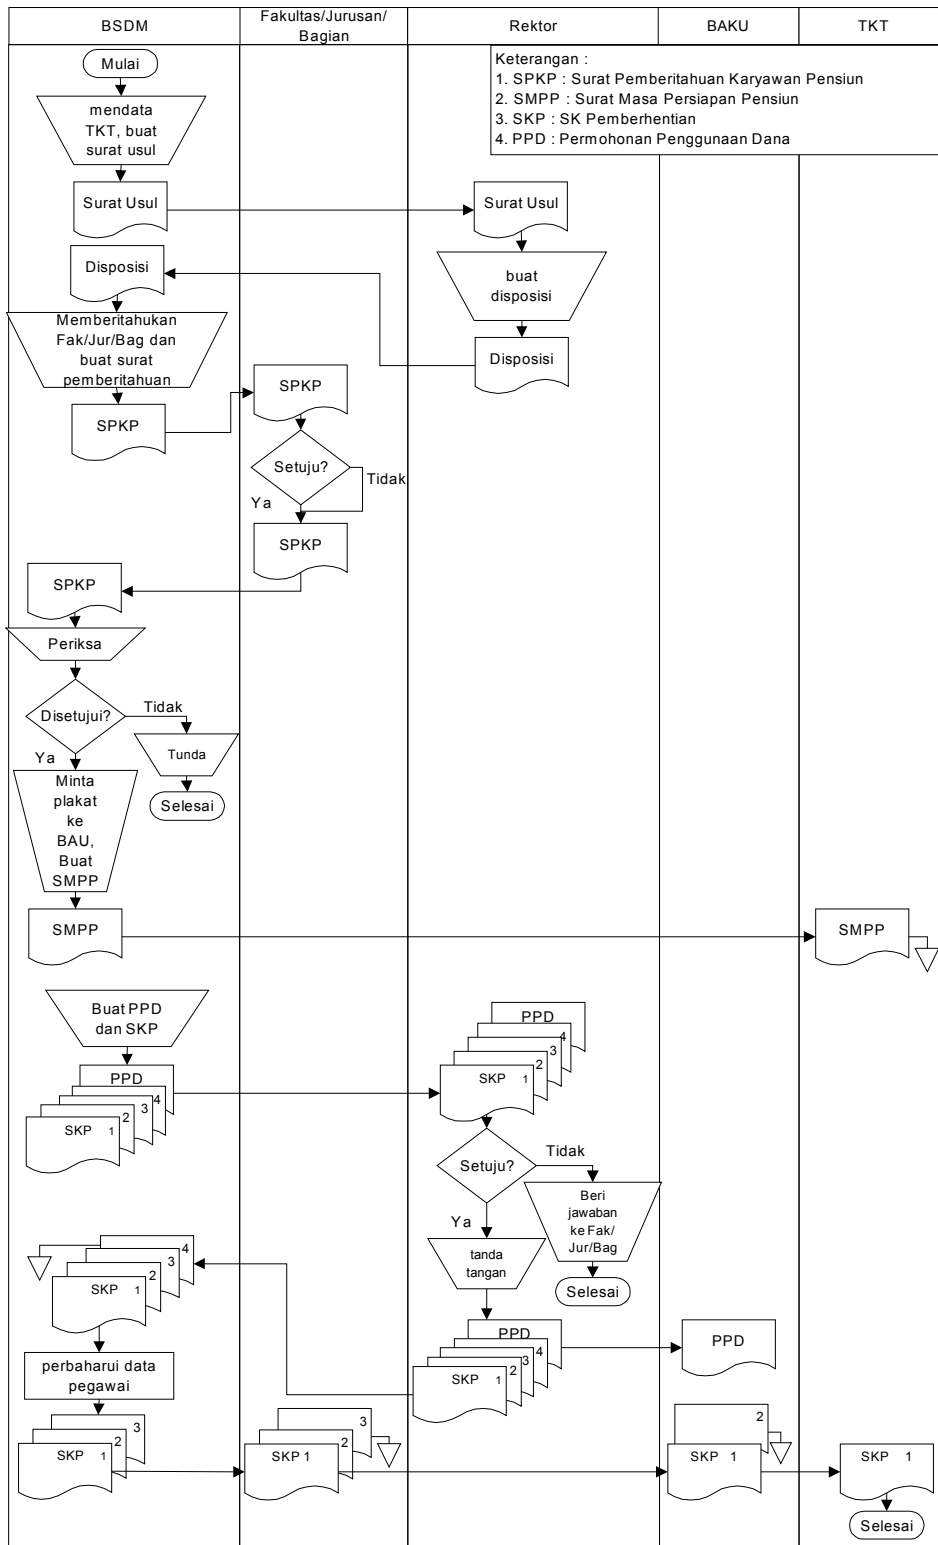 BSDM
Fakultas/Jurusan/
Bagian
Rektor
BAKU
TKT
Keterangan :
1. SPKP : Surat Pemberitahuan Karyawan Pensiun
2. SMPP : Surat Masa Persiapan Pensiun
3. SKP : SK Pemberhentian
4. PPD : Permohonan Penggunaan Dana
Mulai
mendata
TKT, buat
surat usul
Surat Usul
Surat Usul
buat
disposisi
Disposisi
Disposisi
Memberitahukan
Fak/Jur/Bag dan
buat surat
pemberitahuan
SPKP
SPKP
Setuju?
Tidak
Ya
SPKP
SPKP
Periksa
Disetujui?
Tidak
Ya
Tunda
Selesai
Minta
plakat
ke
BAU,
Buat
SMPP
SMPP
SMPP
Buat PPD
dan SKP
PPD
4
3
2
SKP 1
PPD
4
3
2
SKP 1
Setuju?
Tidak
Ya
Beri
jawaban
ke Fak/
Jur/Bag
Selesai
tanda
tangan
4
3
2
SKP 1
PPD
4
3
2
SKP 1
PPD
perbaharui data
pegawai
3
2
SKP 1
3
2
SKP 1
2
SKP 1
SKP 1
Selesai